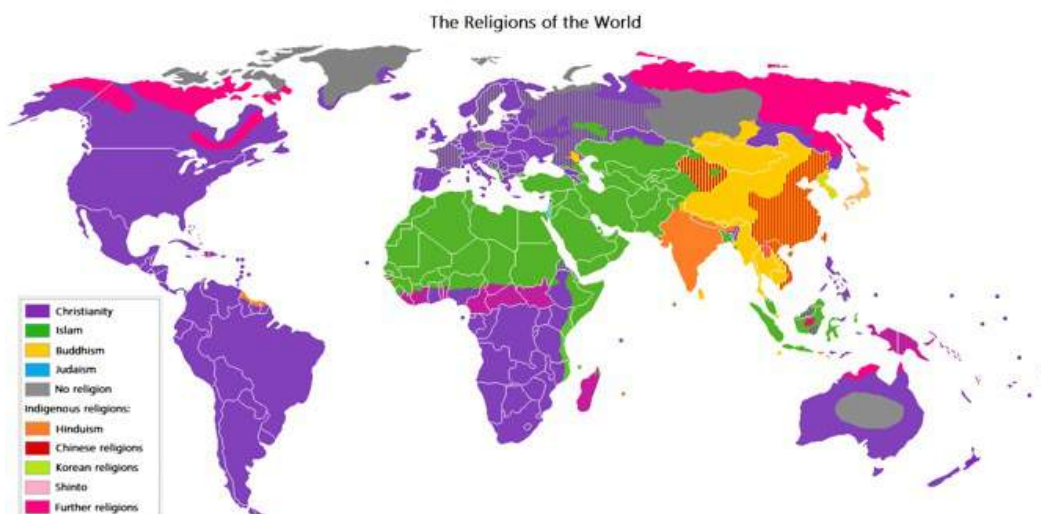 The Religions of the World
Christianity
Islam
Buddhism
Judaism
No religion
Indigenous religions:
Hinduism
Chinese religions
Korean religions
Shinto
Further religions